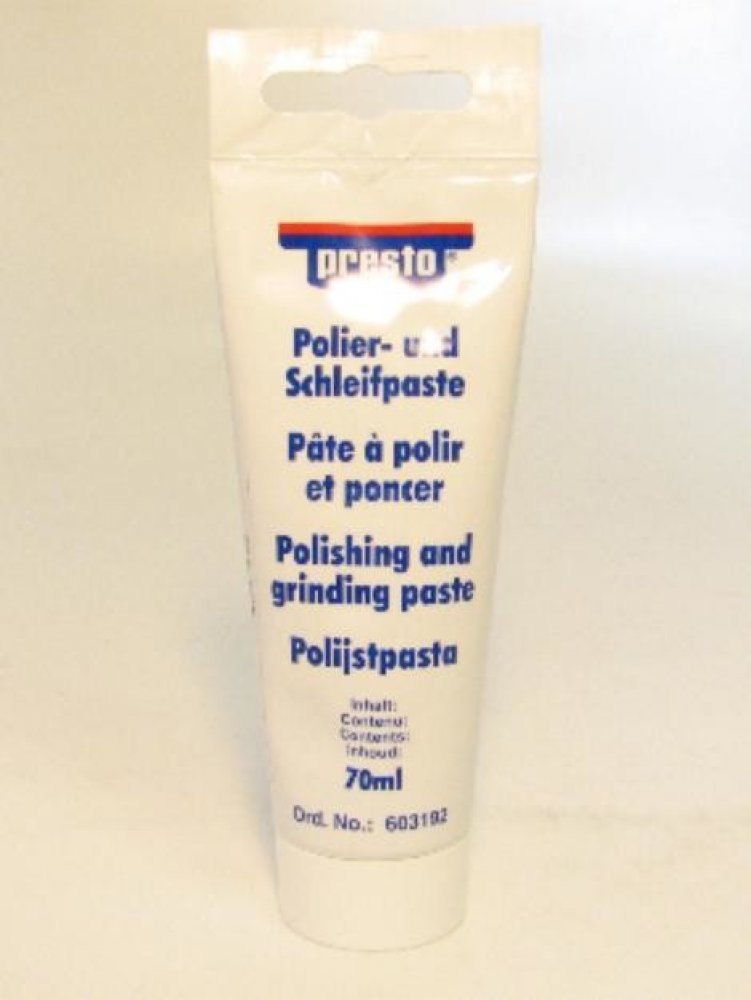 presto®
Polier- und
Schleifpaste
Pâte à polir
et poncer
Polishing and
grinding paste
Polijstpasta
Inhalt:
Contenu:
Contents:
Inhoud:
70ml
Ord. No.: 603192